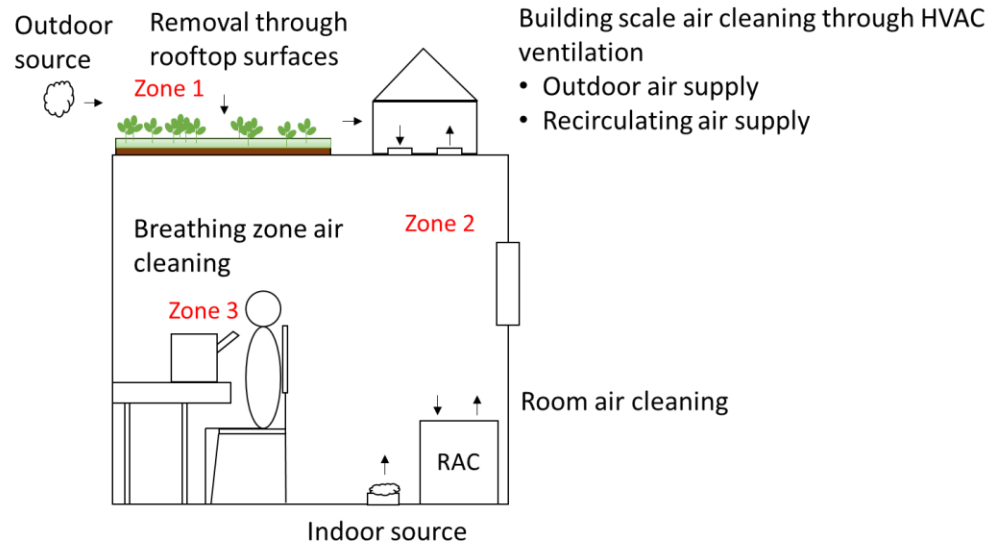 Outdoor
source
Removal through
rooftop surfaces
Zone 1
Building scale air cleaning through HVAC
ventilation
• Outdoor air supply
• Recirculating air supply
Breathing zone air
cleaning
Zone 2
Zone 3
Room air cleaning
RAC
Indoor source